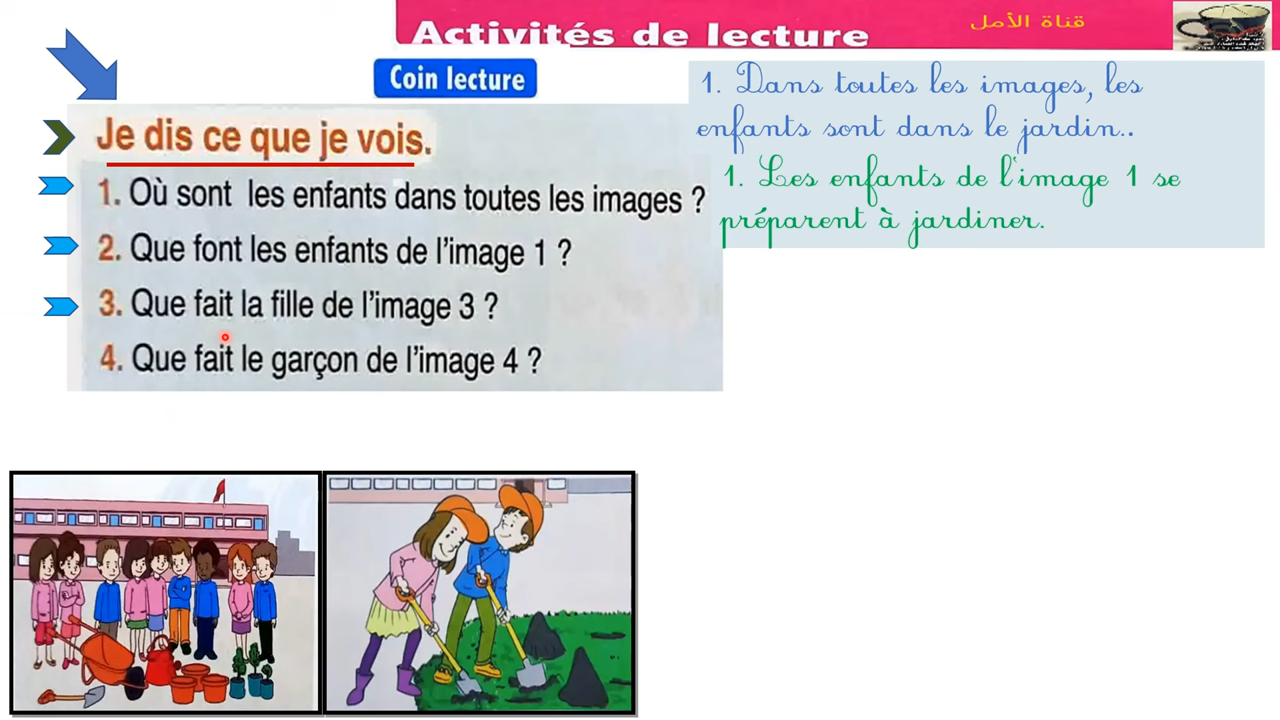 Activités de lecture
قناة الأمل
Coin lecture
Je dis ce que je vois.
1. Où sont les enfants dans toutes les images ?
2. Que font les enfants de l'image 1 ?
3. Que fait la fille de l'image 3 ?
4. Que fait le garçon de l'image 4 ?
1. Dans toutes les images, les
enfants sont dans le jardin..
1. Les enfants de l'image 1 se
préparent à jardiner.